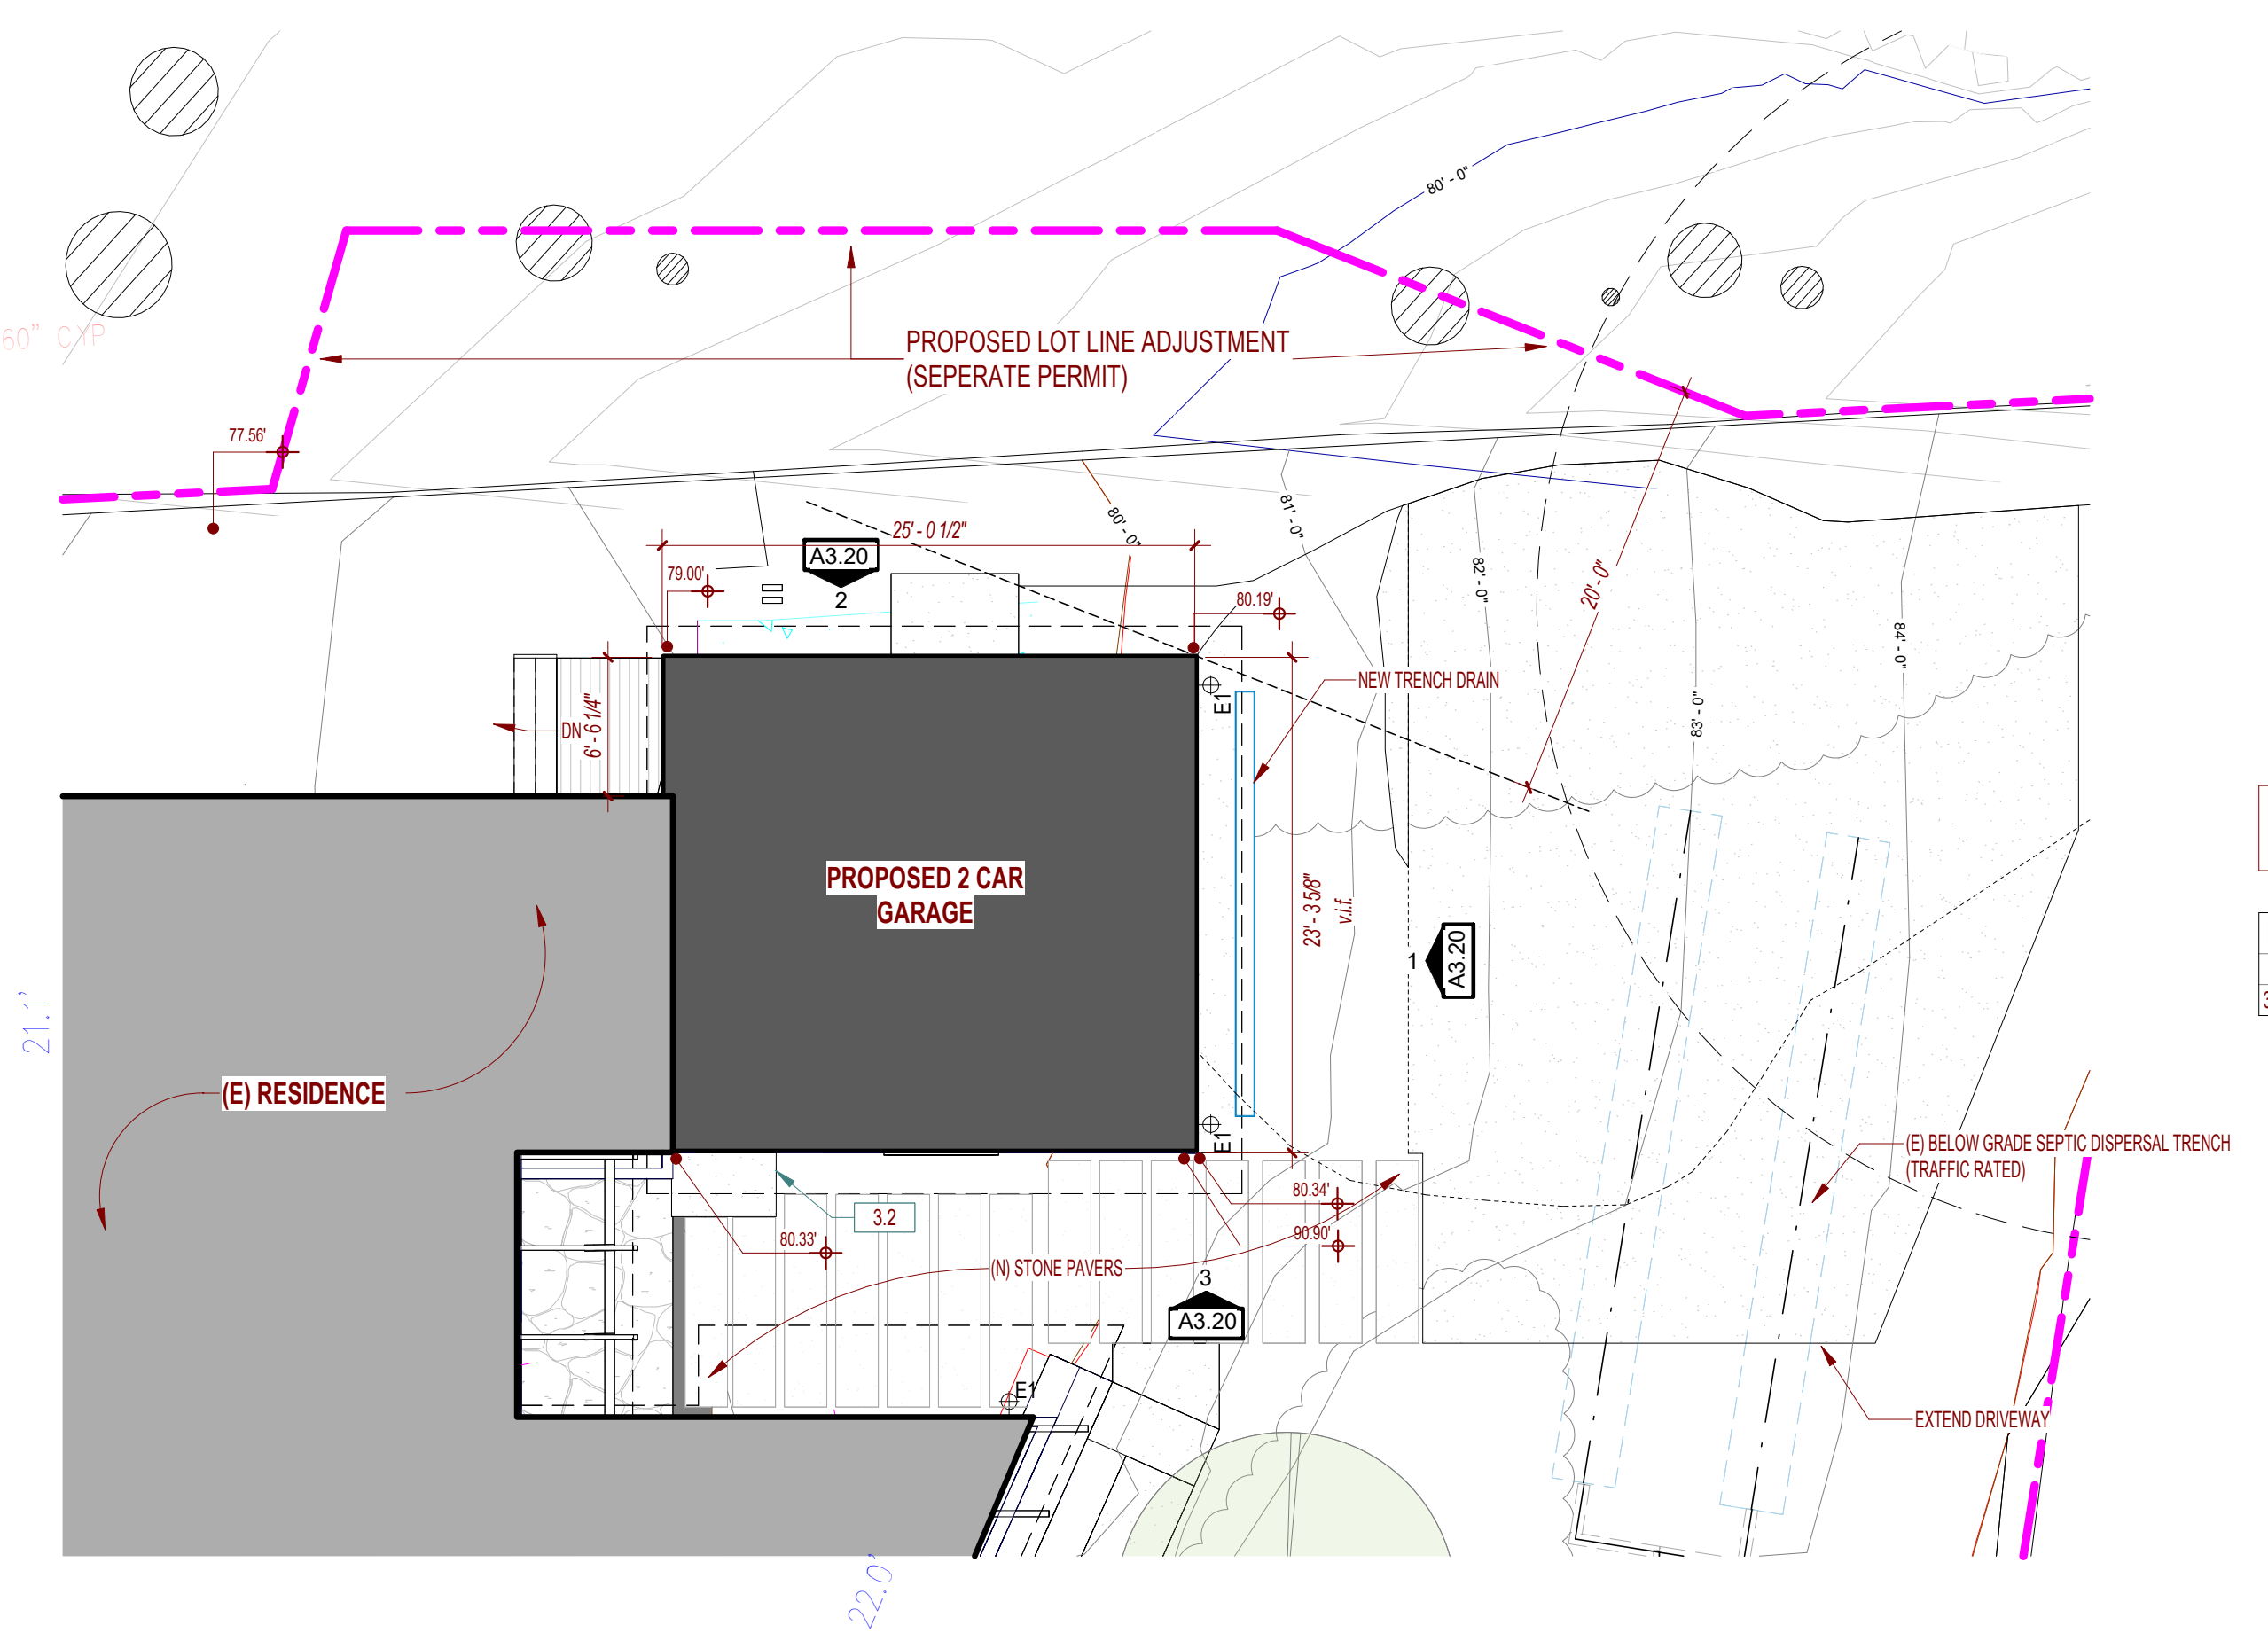 60" CYP
80' - 0"
PROPOSED LOT LINE ADJUSTMENT
(SEPERATE PERMIT)
77.56'
25' - 0 1/2"
80' - 0"
81' - 0"
82' - 0"
20' - 0"
84' - 0"
83' - 0"
A3.20
2
79.00'
80.19'
NEW TRENCH DRAIN
E1
DN
6' - 6 1/4"
PROPOSED 2 CAR
GARAGE
23' - 3 5/8"
v.i.f.
1
A3.20
21.1'
(E) RESIDENCE
E1
(E) BELOW GRADE SEPTIC DISPERSAL TRENCH
(TRAFFIC RATED)
3.2
80.34'
80.33'
90.90'
(N) STONE PAVERS
3
A3.20
E1
EXTEND DRIVEWAY
22.0'